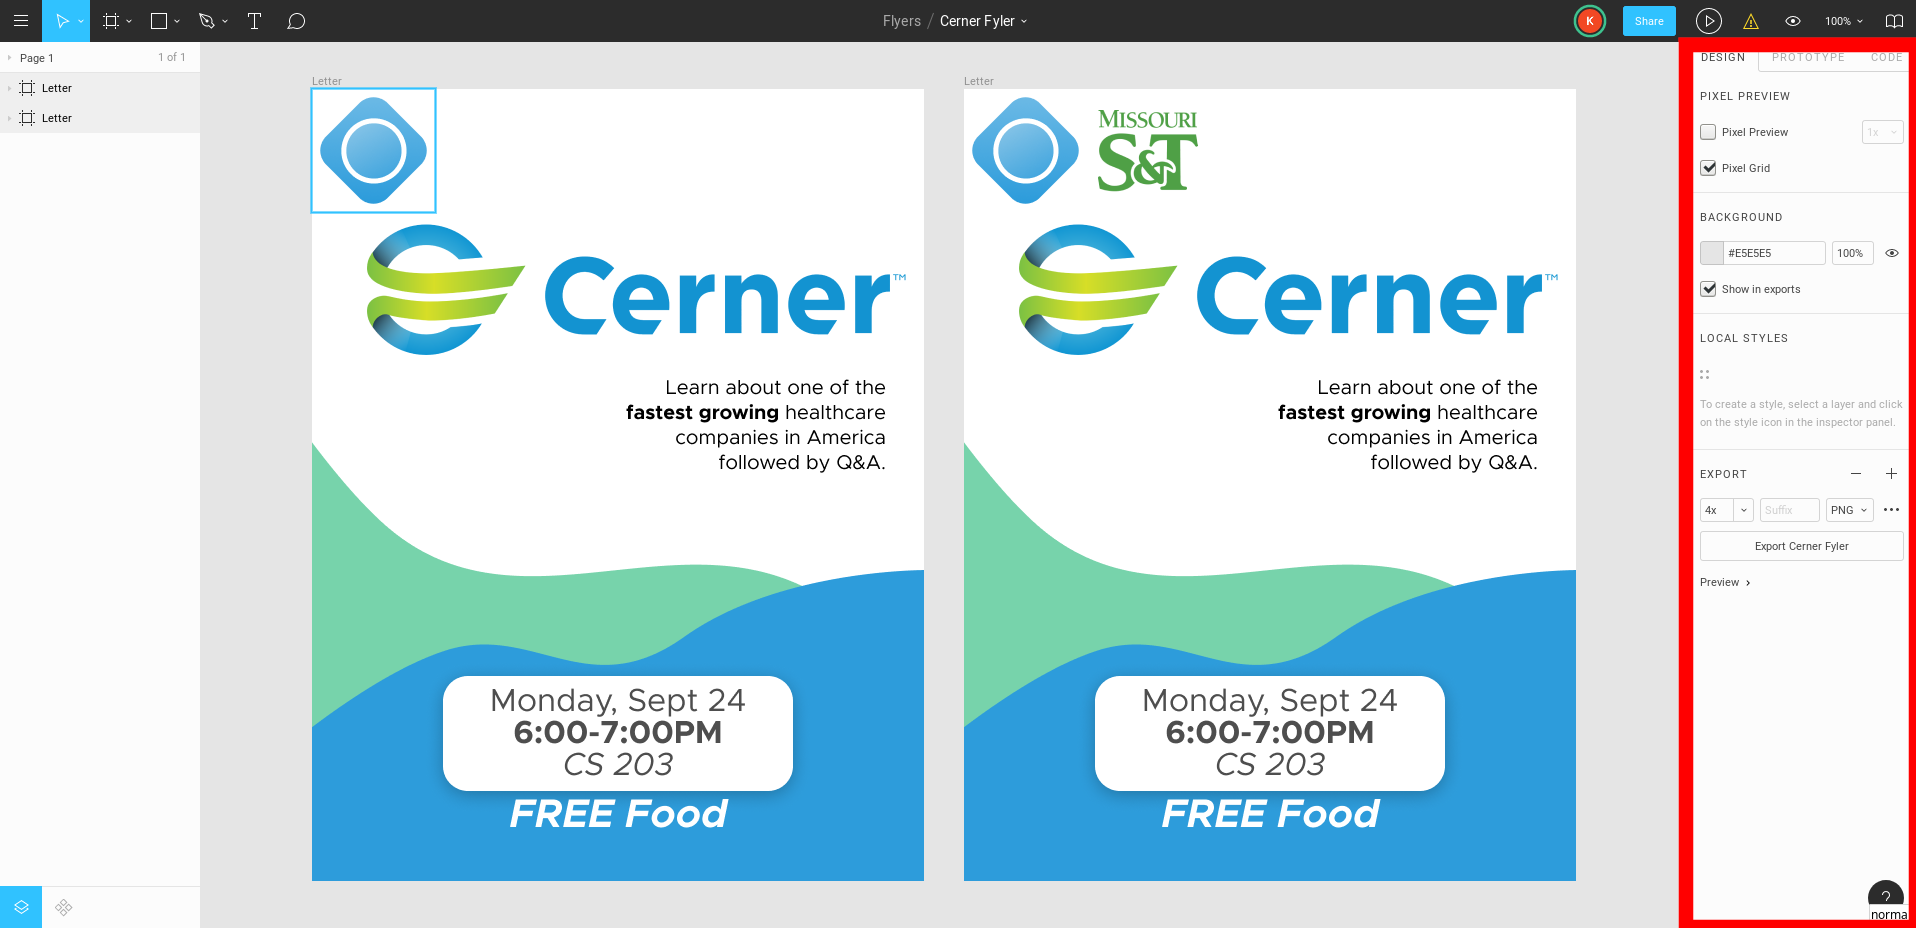 Flyers / Cerner Fyler
K
Share
100%
Page 1
1 of 1
Letter
Letter
Letter
Cerner™
Learn about one of the
fastest growing healthcare
companies in America
followed by Q&A.
Monday, Sept 24
6:00-7:00PM
CS 203
FREE Food
Letter
MISSOURI
S&T
Cerner™
Learn about one of the
fastest growing healthcare
companies in America
followed by Q&A.
Monday, Sept 24
6:00-7:00PM
CS 203
FREE Food
DESIGN PROTOTYPE CODE
PIXEL PREVIEW
Pixel Preview 1x
Pixel Grid
BACKGROUND
#E5E5E5 100%
Show in exports
LOCAL STYLES
To create a style, select a layer and click
on the style icon in the inspector panel.
EXPORT
4x Suffix PNG
Export Cerner Fyler
Preview
?
norma